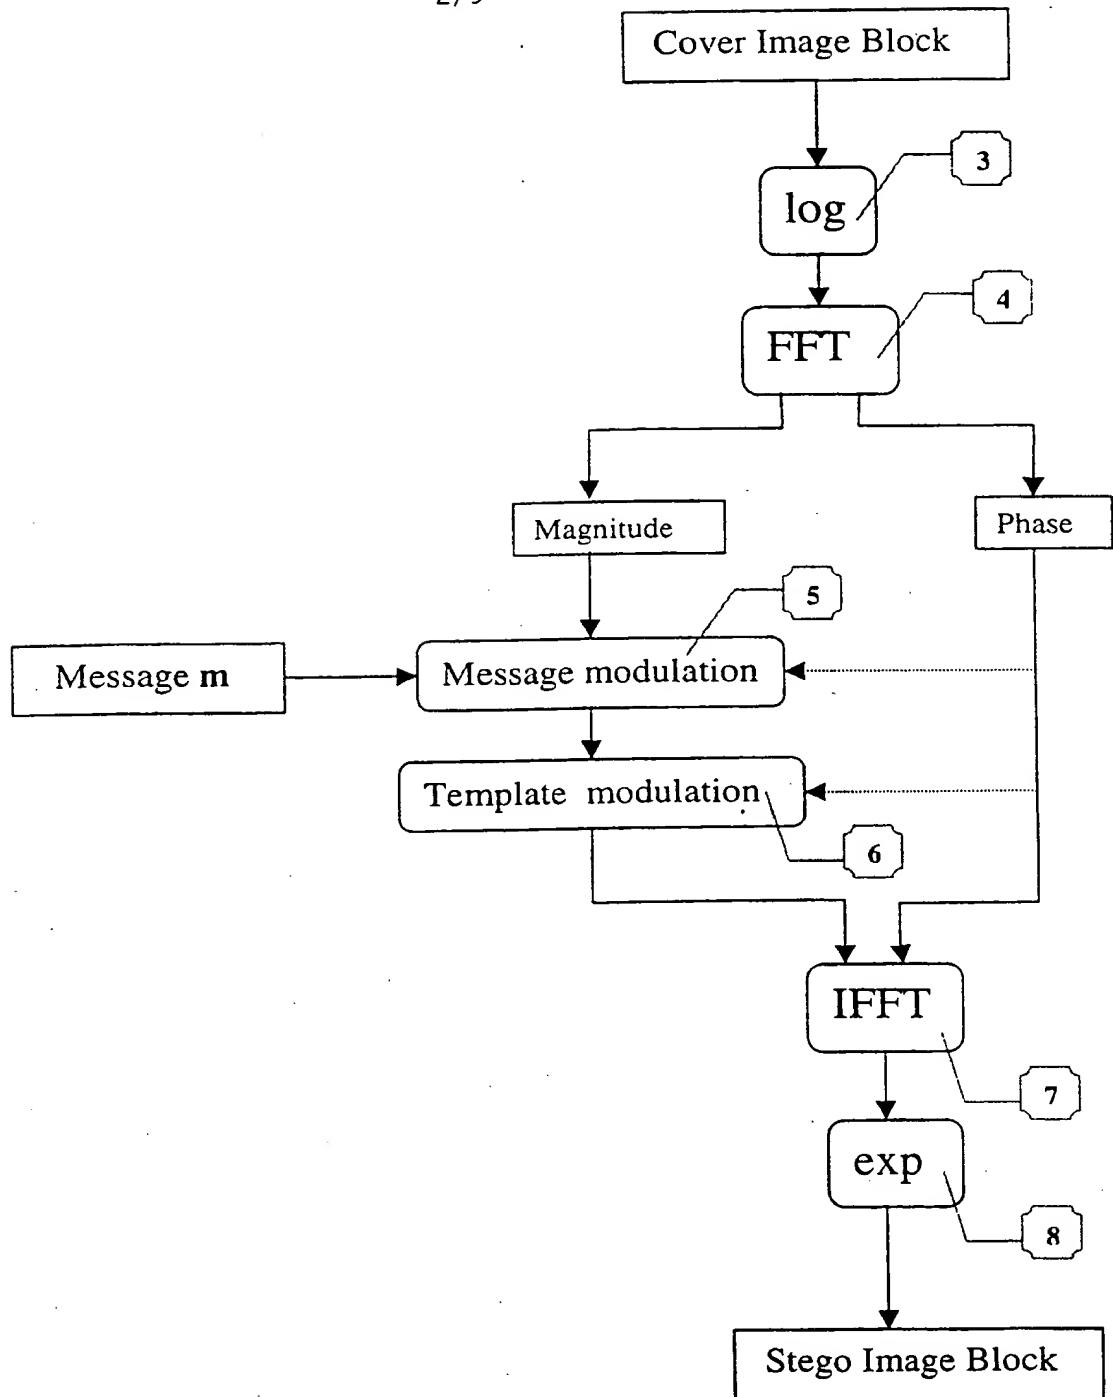 Cover Image Block
3
log
4
FFT
Magnitude
Phase
5
Message m
Message modulation
Template modulation
6
IFFT
7
exp
8
Stego Image Block